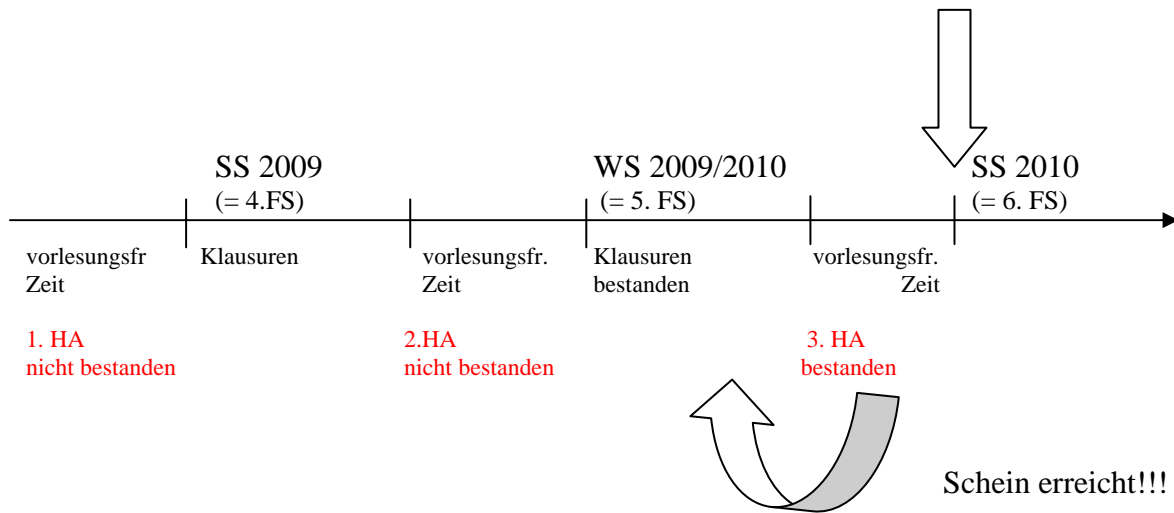 SS 2009
(= 4.FS)
WS 2009/2010
(= 5. FS)
SS 2010
(= 6. FS)
vorlesungsfr
Zeit
Klausuren
vorlesungsfr.
Zeit
Klausuren
bestanden
vorlesungsfr.
Zeit
1. HA
nicht bestanden
2.HA
nicht bestanden
3. HA
bestanden
Schein erreicht!!!